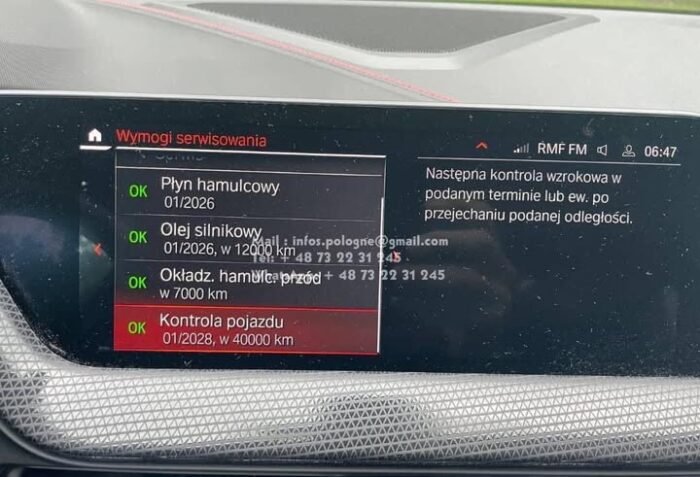 Wymogi serwisowania
RMF FM
06:47
OK Płyn hamulcowy
01/2026
OK Olej silnikowy
01/2026, w 12000 km
OK Okładz. hamulc. przód
w 7000 km
OK Kontrola pojazdu
01/2028, w 40000 km
Następna kontrola wzrokowa w
podanym terminie lub ew. po
przejechaniu podanej odległości.
Mail : infos.pologne@gmail.com
Tel: + 48 73 22 31 245
WhatsApp + 48 73 22 31 245